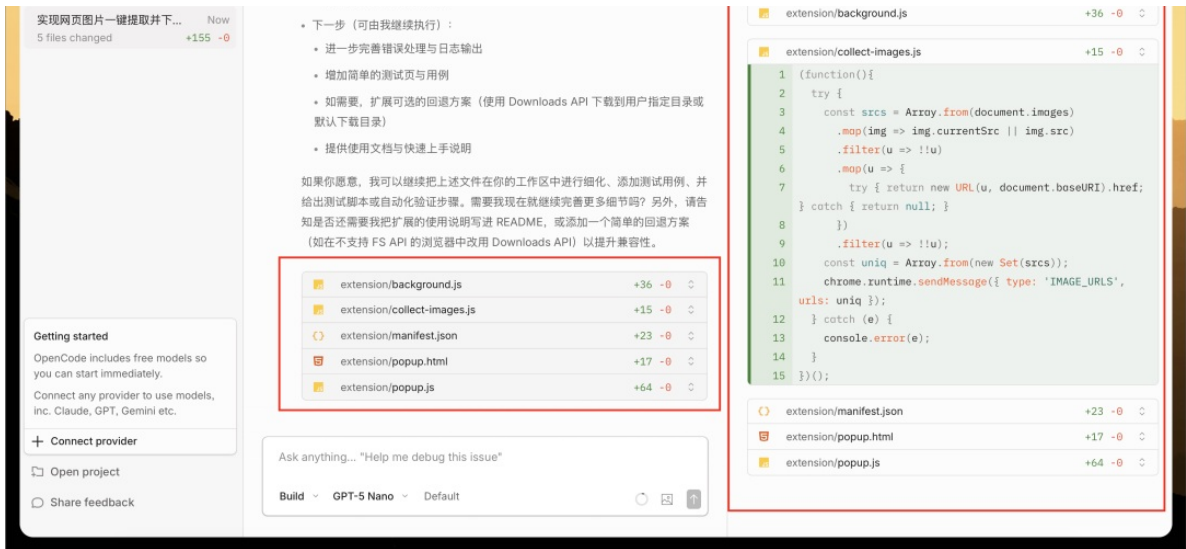 实现网页图片一键提取并下... Now
5 files changed +155 -0
Getting started
OpenCode includes free models so
you can start immediately.
Connect any provider to use models,
inc. Claude, GPT, Gemini etc.
+ Connect provider
Open project
Share feedback
• 下一步（可由我继续执行）：
• 进一步完善错误处理与日志输出
• 增加简单的测试页与用例
• 如需要，扩展可选的回退方案（使用 Downloads API 下载到用户指定目录或
默认下载目录）
• 提供使用文档与快速上手说明
如果你愿意，我可以继续把上述文件在你的工作区中进行细化、添加测试用例、并
给出测试脚本或自动化验证步骤。需要我现在就继续完善更多细节吗？另外，请告
知是否还需要我把扩展的使用说明写进 README，或添加一个简单的回退方案
（如在不支持 FS API 的浏览器中改用 Downloads API）以提升兼容性。
extension/background.js +36 -0
extension/collect-images.js +15 -0
extension/manifest.json +23 -0
extension/popup.html +17 -0
extension/popup.js +64 -0
Ask anything... "Help me debug this issue"
Build GPT-5 Nano Default
extension/background.js +36 -0
extension/collect-images.js +15 -0
1 (function(){
2 try {
3 const srcs = Array.from(document.images)
4 .map(img => img.currentSrc || img.src)
5 .filter(u => !!u)
6 .map(u => {
7 try { return new URL(u, document.baseURI).href;
} catch { return null; }
8 })
9 .filter(u => !!u);
10 const uniq = Array.from(new Set(srcs));
11 chrome.runtime.sendMessage({ type: 'IMAGE_URLS',
urls: uniq });
12 } catch (e) {
13 console.error(e);
14 }
15 })();
extension/manifest.json +23 -0
extension/popup.html +17 -0
extension/popup.js +64 -0